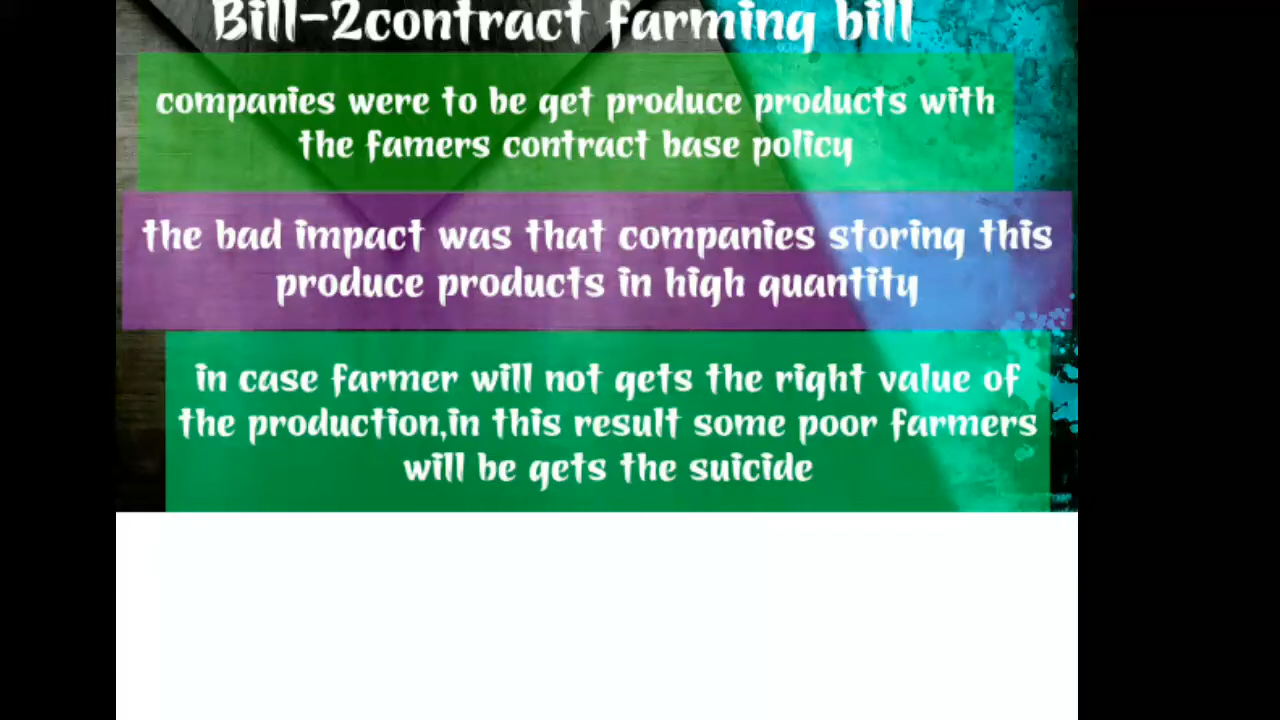 Bill-2contract farming bill
companies were to be get produce products with
the famers contract base policy
the bad impact was that companies storing this
produce products in high quantity
in case farmer will not gets the right value of
the production,in this result some poor farmers
will be gets the suicide